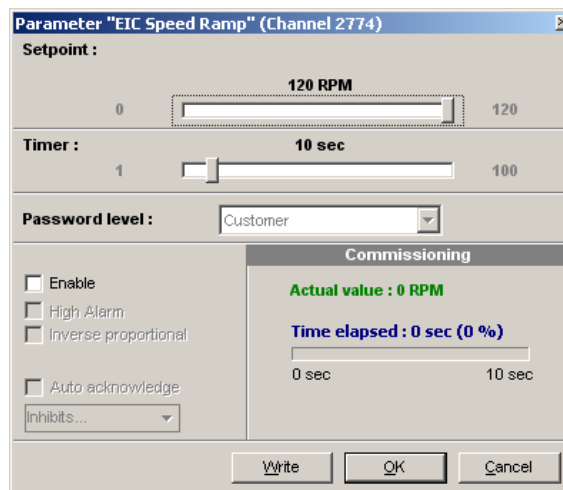 Parameter "EIC Speed Ramp" (Channel 2774)
Setpoint :
120 RPM
0 120
Timer : 10 sec
1 100
Password level : Customer
Commissioning
Enable
Actual value : 0 RPM
High Alarm
Inverse proportional
Time elapsed : 0 sec (0 %)
0 sec 10 sec
Auto acknowledge
Inhibits...
Write OK Cancel